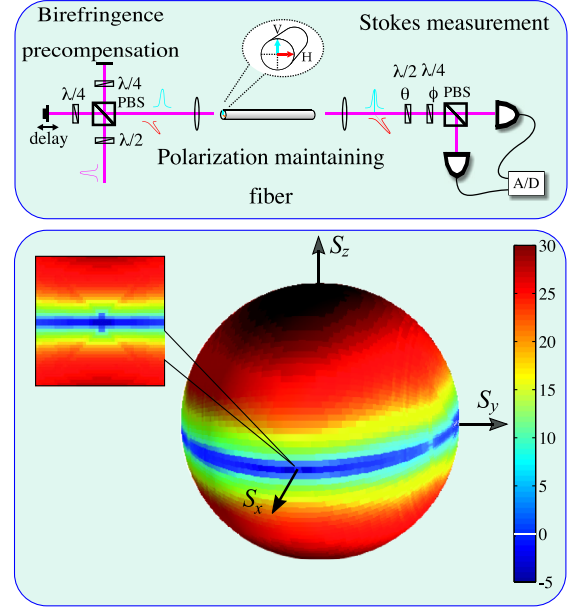 Birefringence
precompensation
Stokes measurement
V
H
λ/4
λ/4
PBS
λ/2
delay
λ/2
θ
λ/4
ϕ
PBS
A/D
Polarization maintaining
fiber
S_z
S_y
S_x
30
25
20
15
10
5
0
-5